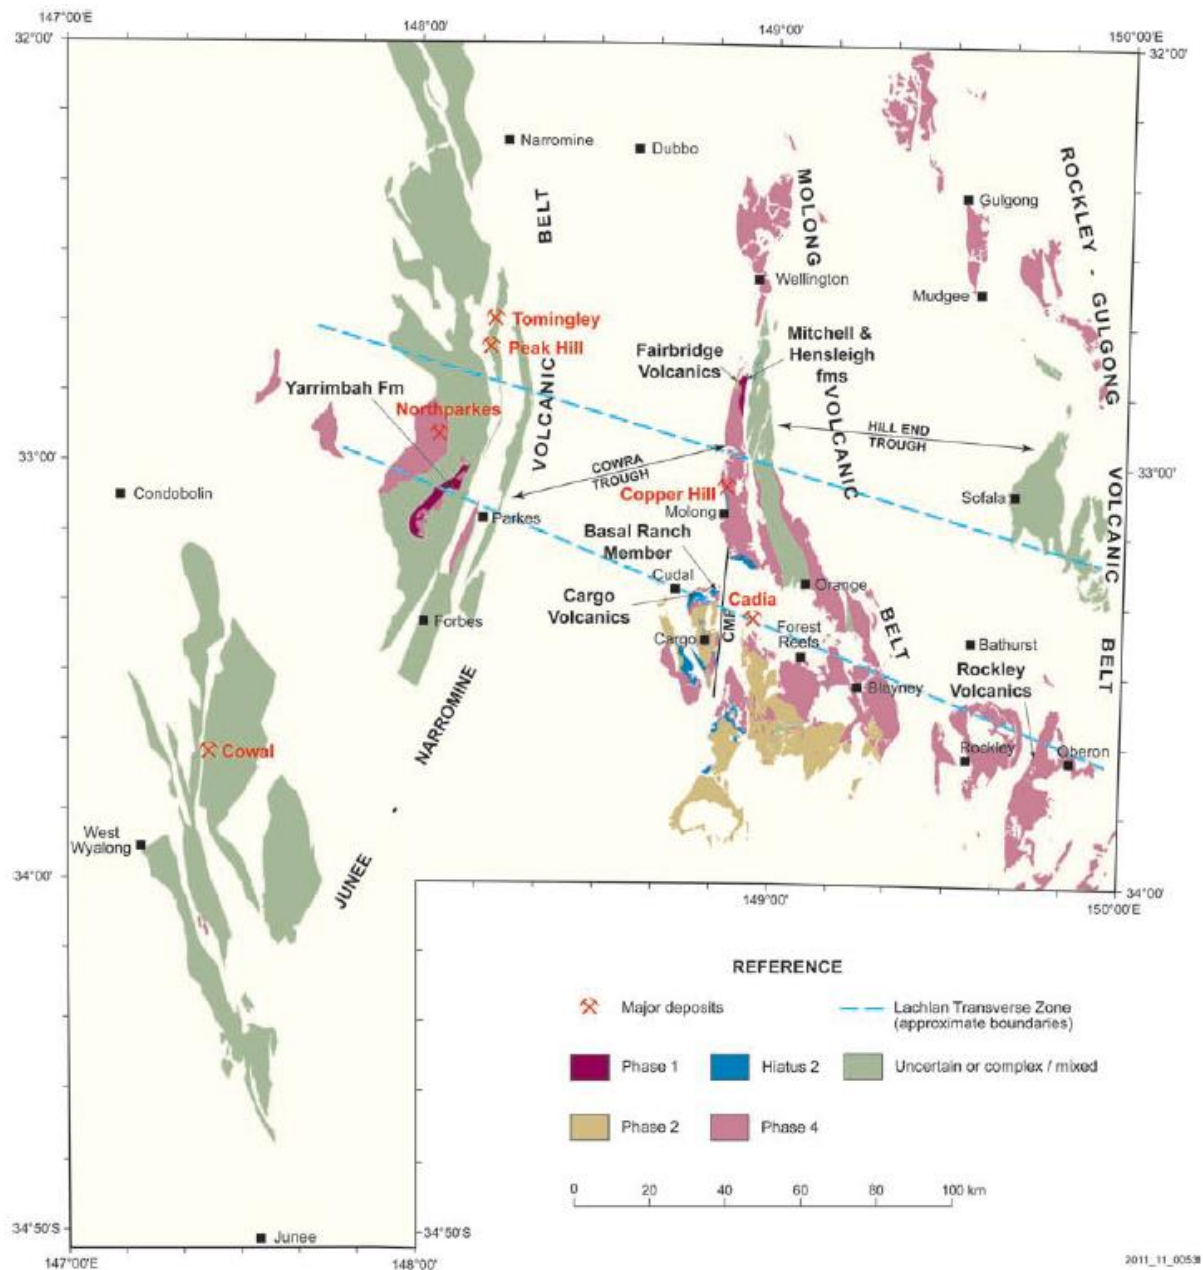 147°00'E
148°00'
149°00'
150°00'E
32°00'
32°00'
Narromine
Dubbo
BELT
MOLONG
ROCKLEY - GULGONG
Gulgong
Wellington
Mudgee
Tomingley
Peak Hill
Fairbridge
Volcanics
Mitchell &
Hensleigh
fms
Yarrimbah Fm
VOLCANIC
VOLCANIC
Northparkes
HILL END
TROUGH
33°00'
33°00'
COWRA
TROUGH
Condobolin
Copper Hill
Sofala
VOLCANIC
Parkes
Molong
Basal Ranch
Member
Cudal
Orange
Cargo
Volcanics
Cadia
Forbes
CMF
Forest
Reefs
BELT
Cargo
Bathurst
BELT
Rockley
Volcanics
Blayney
NARROMINE
Cowal
Rockley
Oberon
West
Wyalong
JUNEE
34°00'
34°00'
149°00'
150°00'E
REFERENCE
Major deposits
Lachlan Transverse Zone
(approximate boundaries)
Phase 1
Hiatus 2
Uncertain or complex / mixed
Phase 2
Phase 4
0 20 40 60 80 100 km
34°50'S
34°50'S
Junee
147°00'E
148°00'